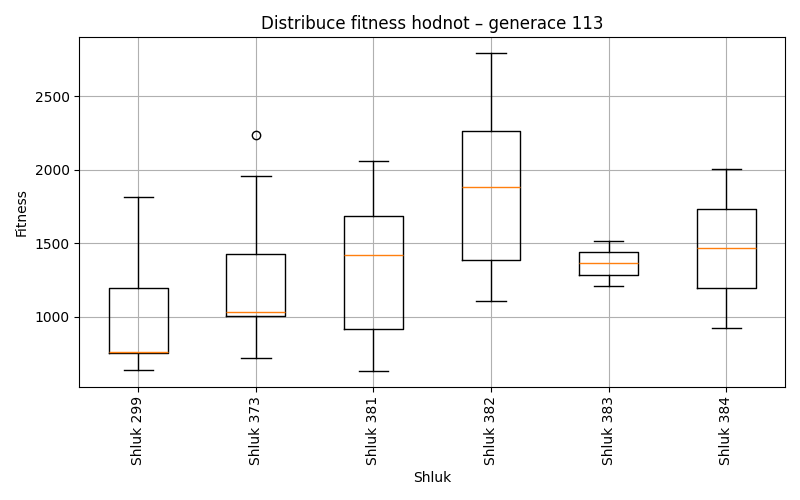 Distribuce fitness hodnot – generace 113
Fitness
2500
2000
1500
1000
Shluk 299
Shluk 373
Shluk 381
Shluk 382
Shluk 383
Shluk 384
Shluk